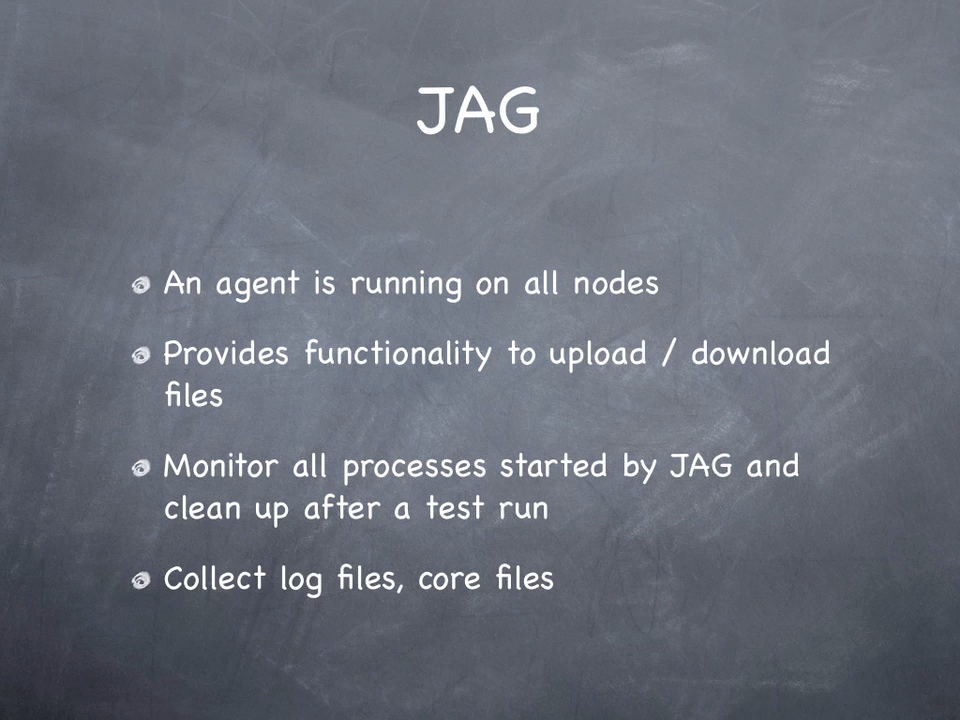 JAG
An agent is running on all nodes
Provides functionality to upload / download
files
Monitor all processes started by JAG and
clean up after a test run
Collect log files, core files